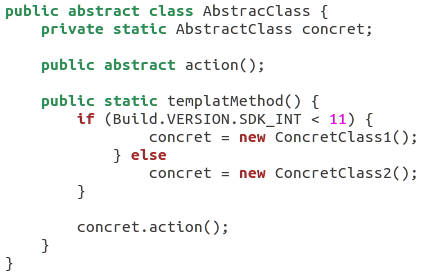 public abstract class AbstracClass {
private static AbstractClass concret;
public abstract action();
public static templatMethod() {
if (Build.VERSION.SDK_INT < 11) {
concret = new ConcretClass1();
} else
concret = new ConcretClass2();
}
concret.action();
}
}